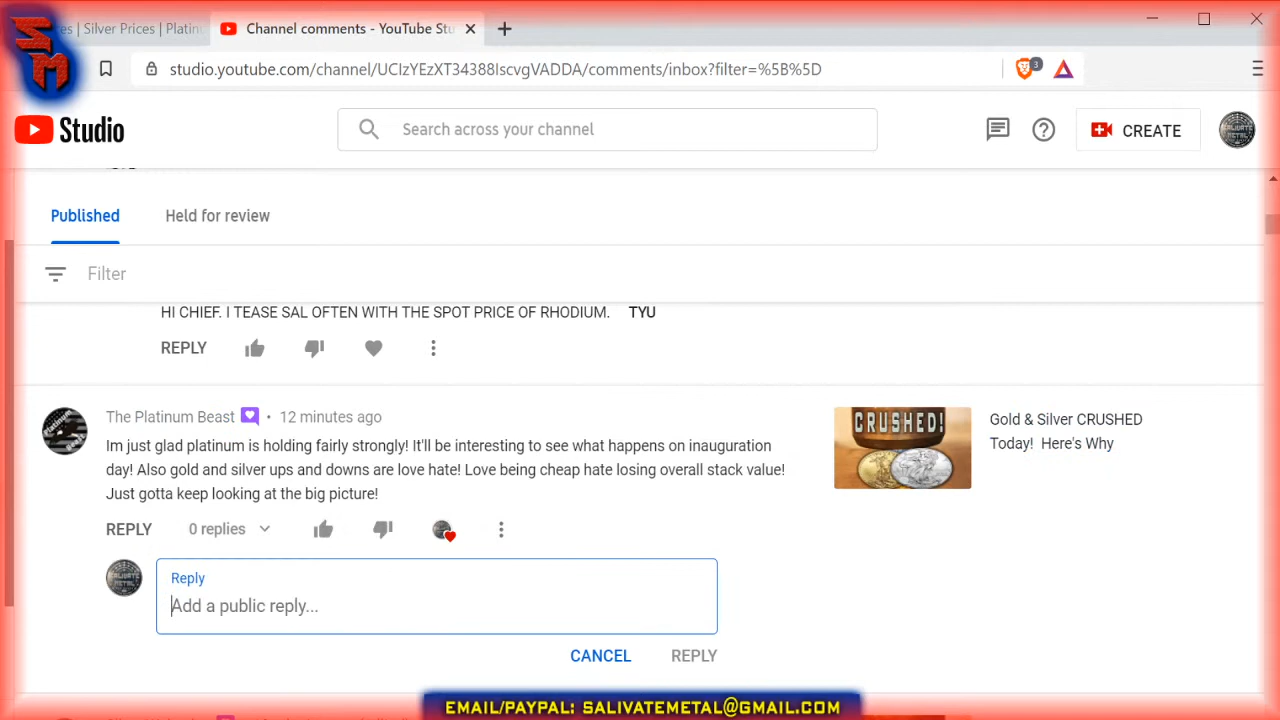 SM
es | Silver Prices | Platin
Channel comments - YouTube Stu
studio.youtube.com/channel/UCIzYEzXT34388lscvgVADDA/comments/inbox?filter=%5B%5D
3
Studio
Search across your channel
CREATE
Published
Held for review
Filter
HI CHIEF. I TEASE SAL OFTEN WITH THE SPOT PRICE OF RHODIUM. TYU
REPLY
The Platinum Beast • 12 minutes ago
Im just glad platinum is holding fairly strongly! It'll be interesting to see what happens on inauguration
day! Also gold and silver ups and downs are love hate! Love being cheap hate losing overall stack value!
Just gotta keep looking at the big picture!
CRUSHED!
Gold & Silver CRUSHED
Today! Here's Why
REPLY 0 replies
Reply
Add a public reply...
CANCEL REPLY
EMAIL/PAYPAL: SALIVATEMETAL@GMAIL.COM